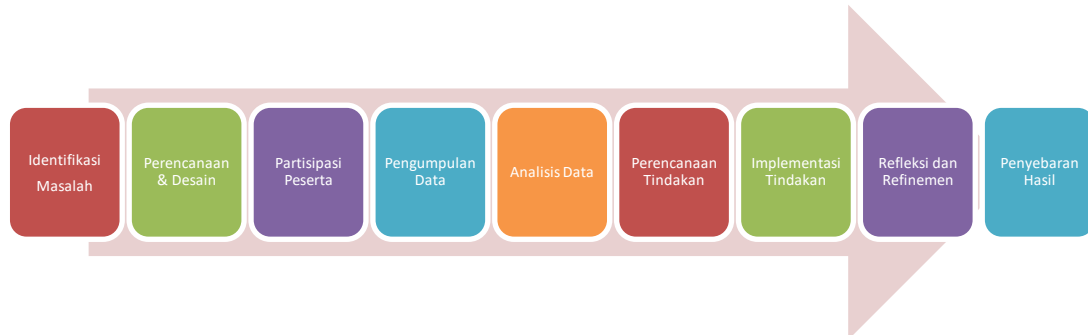 Identifikasi
Masalah
Perencanaan
& Desain
Partisipasi
Peserta
Pengumpulan
Data
Analisis Data
Perencanaan
Tindakan
Implementasi
Tindakan
Refleksi dan
Refinemen
Penyebaran
Hasil